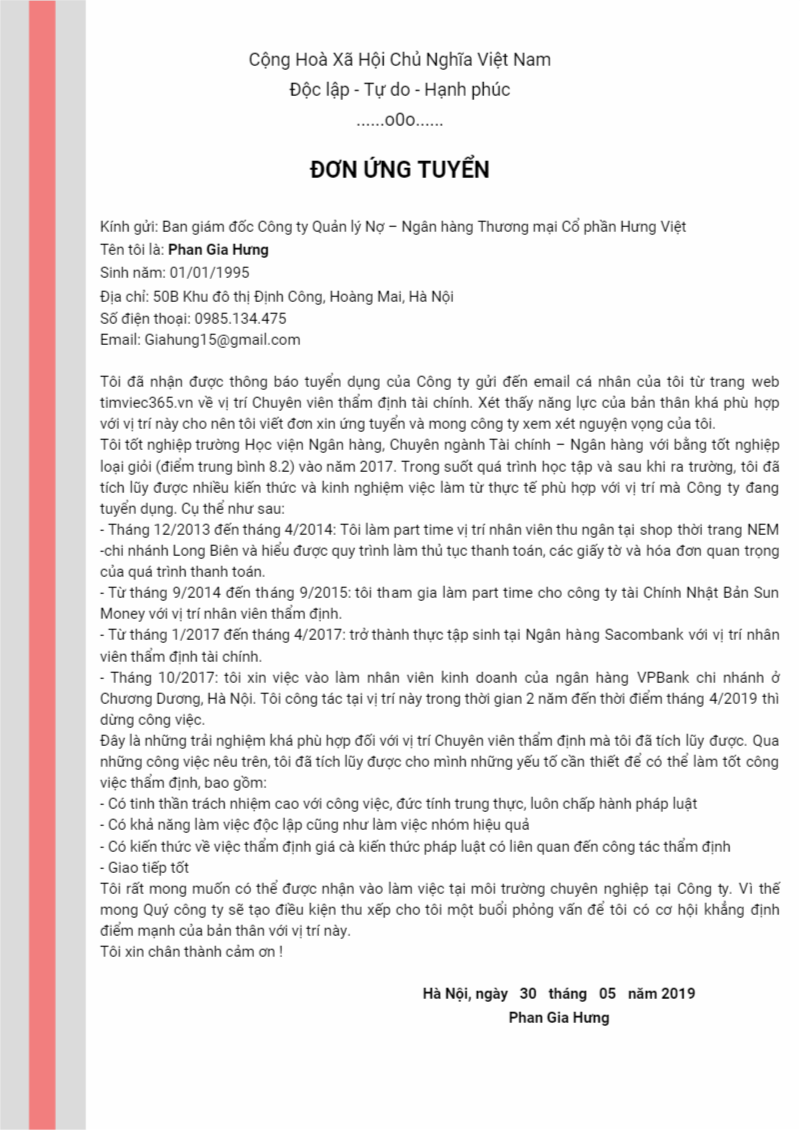 Cộng Hoà Xã Hội Chủ Nghĩa Việt Nam
Độc lập - Tự do - Hạnh phúc
......o0o......
ĐƠN ỨNG TUYỂN
Kính gửi: Ban giám đốc Công ty Quản lý Nợ – Ngân hàng Thương mại Cổ phần Hưng Việt
Tên tôi là: Phan Gia Hưng
Sinh năm: 01/01/1995
Địa chỉ: 50B Khu đô thị Định Công, Hoàng Mai, Hà Nội
Số điện thoại: 0985.134.475
Email: Giahung15@gmail.com
Tôi đã nhận được thông báo tuyển dụng của Công ty gửi đến email cá nhân của tôi từ trang web
timviec365.vn về vị trí Chuyên viên thẩm định tài chính. Xét thấy năng lực của bản thân khá phù hợp
với vị trí này cho nên tôi viết đơn xin ứng tuyển và mong công ty xem xét nguyện vọng của tôi.
Tôi tốt nghiệp trường Học viện Ngân hàng, Chuyên ngành Tài chính – Ngân hàng với bằng tốt nghiệp
loại giỏi (điểm trung bình 8.2) vào năm 2017. Trong suốt quá trình học tập và sau khi ra trường, tôi đã
tích lũy được nhiều kiến thức và kinh nghiệm việc làm từ thực tế phù hợp với vị trí mà Công ty đang
tuyển dụng. Cụ thể như sau:
- Tháng 12/2013 đến tháng 4/2014: Tôi làm part time vị trí nhân viên thu ngân tại shop thời trang NEM
-chi nhánh Long Biên và hiểu được quy trình làm thủ tục thanh toán, các giấy tờ và hóa đơn quan trọng
của quá trình thanh toán.
- Từ tháng 9/2014 đến tháng 9/2015: tôi tham gia làm part time cho công ty tài Chính Nhật Bản Sun
Money với vị trí nhân viên thẩm định.
- Từ tháng 1/2017 đến tháng 4/2017: trở thành thực tập sinh tại Ngân hàng Sacombank với vị trí nhân
viên thẩm định tài chính.
- Tháng 10/2017: tôi xin việc vào làm nhân viên kinh doanh của ngân hàng VPBank chi nhánh ở
Chương Dương, Hà Nội. Tôi công tác tại vị trí này trong thời gian 2 năm đến thời điểm tháng 4/2019 thì
dừng công việc.
Đây là những trải nghiệm khá phù hợp đối với vị trí Chuyên viên thẩm định mà tôi đã tích lũy được. Qua
những công việc nêu trên, tôi đã tích lũy được cho mình những yếu tố cần thiết để có thể làm tốt công
việc thẩm định, bao gồm:
- Có tinh thần trách nhiệm cao với công việc, đức tính trung thực, luôn chấp hành pháp luật
- Có khả năng làm việc độc lập cũng như làm việc nhóm hiệu quả
- Có kiến thức về việc thẩm định giá cà kiến thức pháp luật có liên quan đến công tác thẩm định
- Giao tiếp tốt
Tôi rất mong muốn có thể được nhận vào làm việc tại môi trường chuyên nghiệp tại Công ty. Vì thế
mong Quý công ty sẽ tạo điều kiện thu xếp cho tôi một buổi phỏng vấn để tôi có cơ hội khẳng định
điểm mạnh của bản thân với vị trí này.
Tôi xin chân thành cảm ơn !
Hà Nội, ngày 30 tháng 05 năm 2019
Phan Gia Hưng